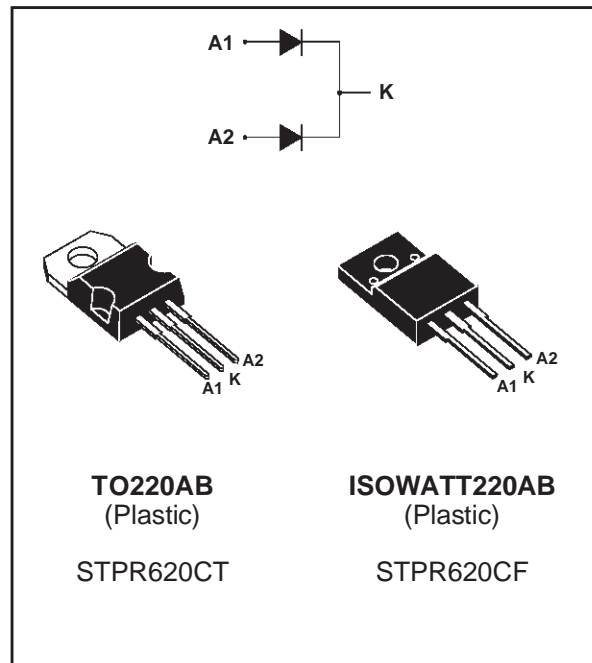 A1
K
A2
A2
K
A1
A2
K
A1
TO220AB
(Plastic)
STPR620CT
ISOWATT220AB
(Plastic)
STPR620CF